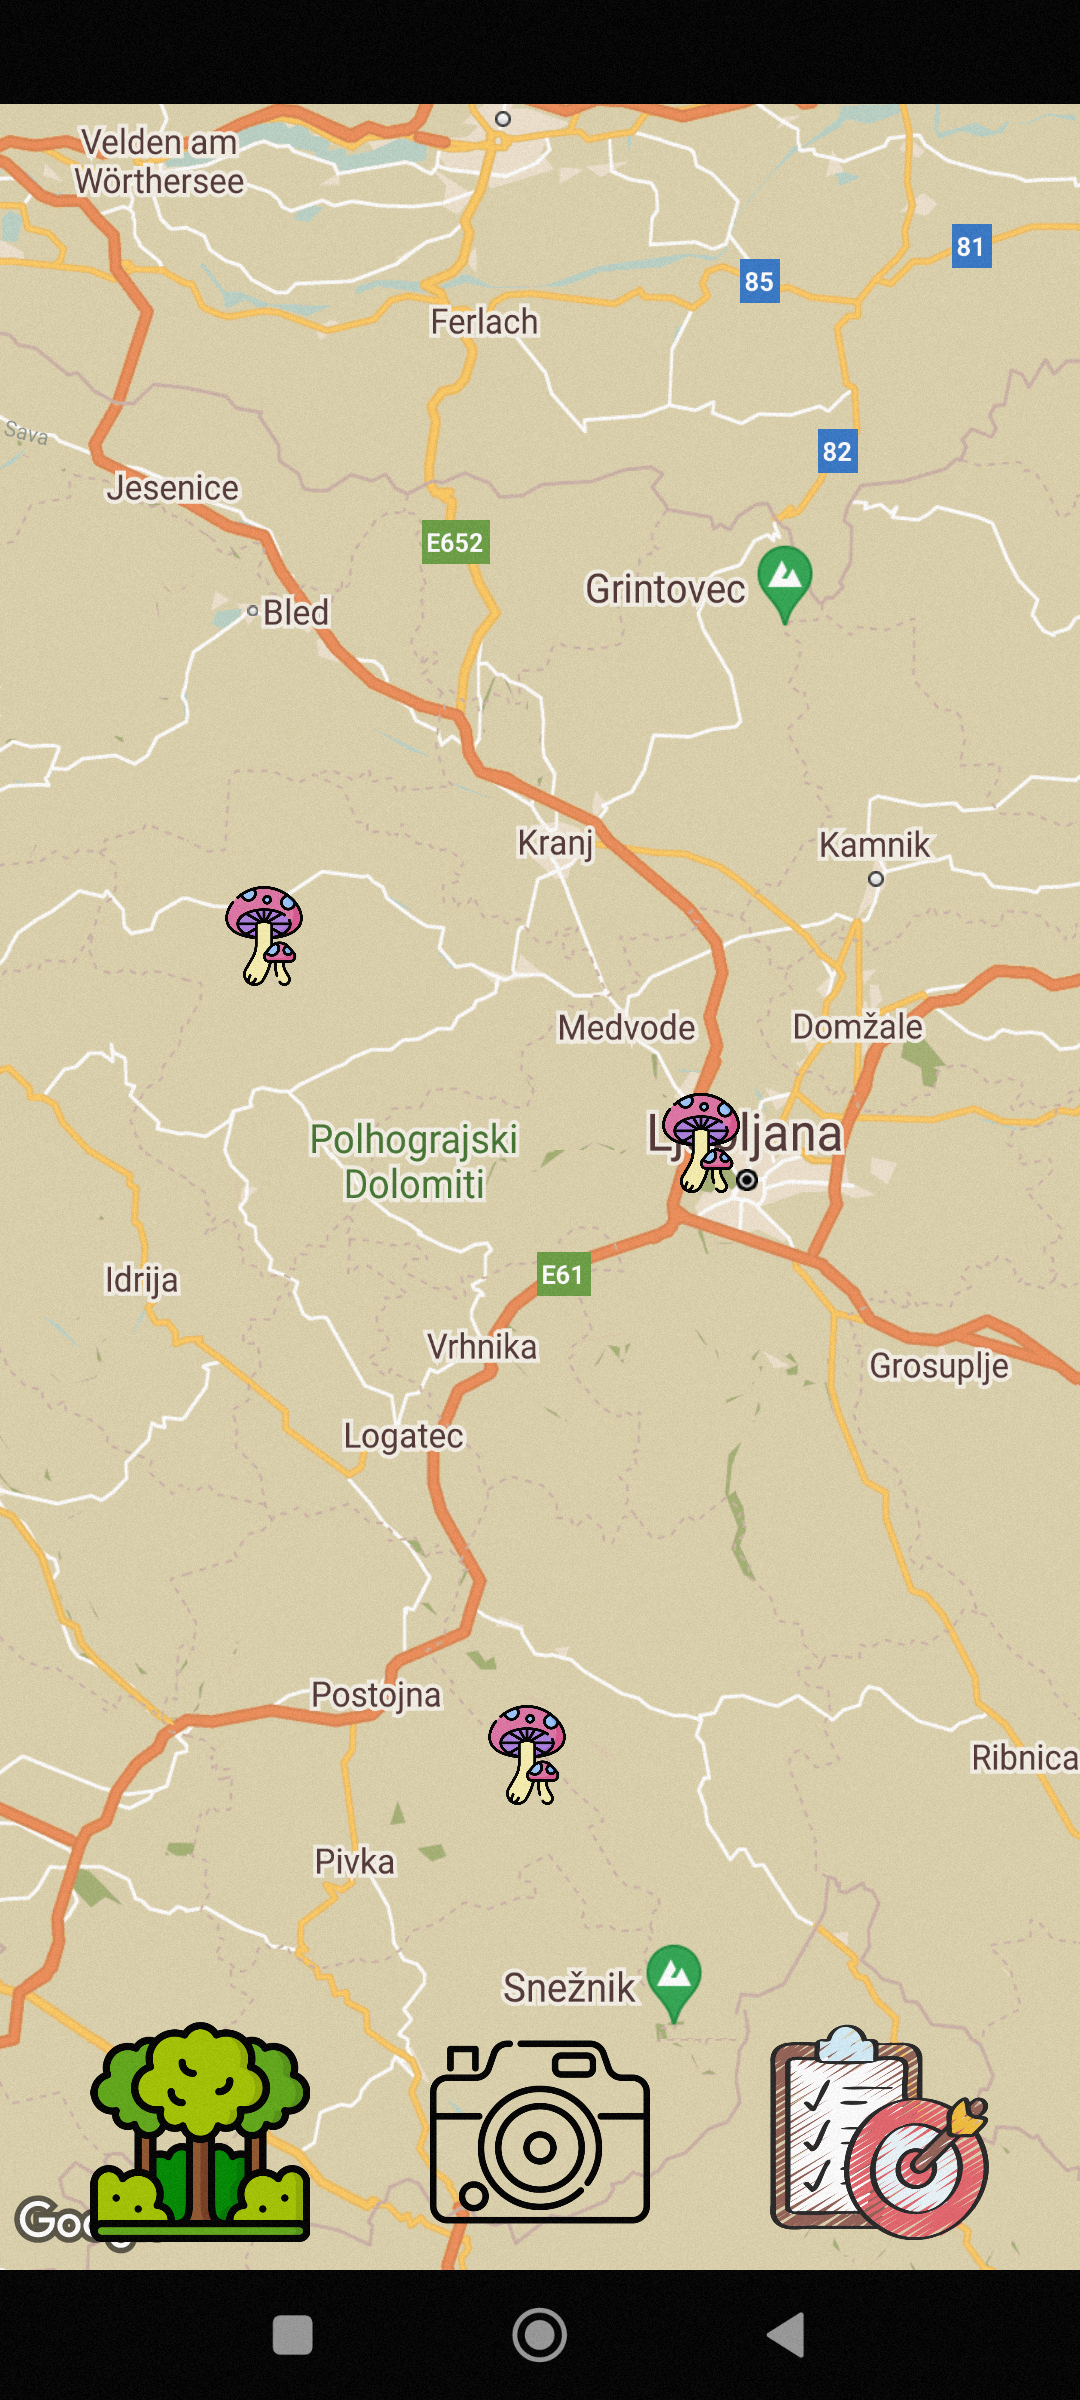 Velden am
Wörthersee
81
85
Ferlach
Sava
82
Jesenice
E652
Grintovec
Bled
Kranj
Kamnik
Medvode
Domžale
Polhograjski
Dolomiti
E61
Idrija
Vrhnika
Grosuplje
Logatec
Postojna
Ribnica
Pivka
Snežnik